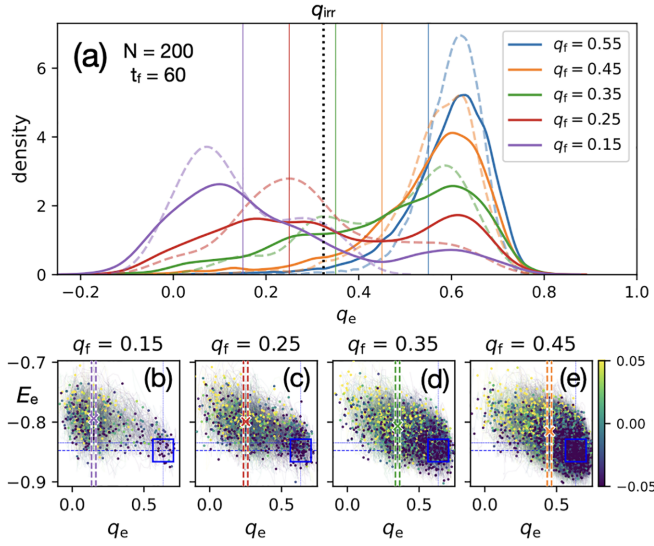 q_irr
(a) N = 200
t_f = 60
q_f = 0.55
q_f = 0.45
q_f = 0.35
q_f = 0.25
q_f = 0.15
density
6
4
2
0
−0.2 0.0 0.2 0.4 0.6 0.8 1.0
q_e
q_f = 0.15 q_f = 0.25 q_f = 0.35 q_f = 0.45
(b) (c) (d) (e)
E_e
−0.7
−0.8
−0.9
0.0 0.5 0.0 0.5 0.0 0.5 0.0 0.5
q_e q_e q_e q_e
0.05
0.00
−0.05